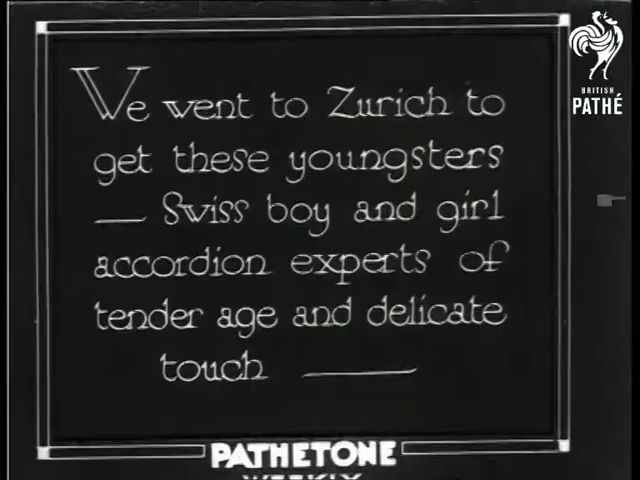 We went to Zurich to
get these youngsters
— Swiss boy and girl
accordion experts of
tender age and delicate
touch —
PATHETONE
WEEKLY
BRITISH
PATHÉ